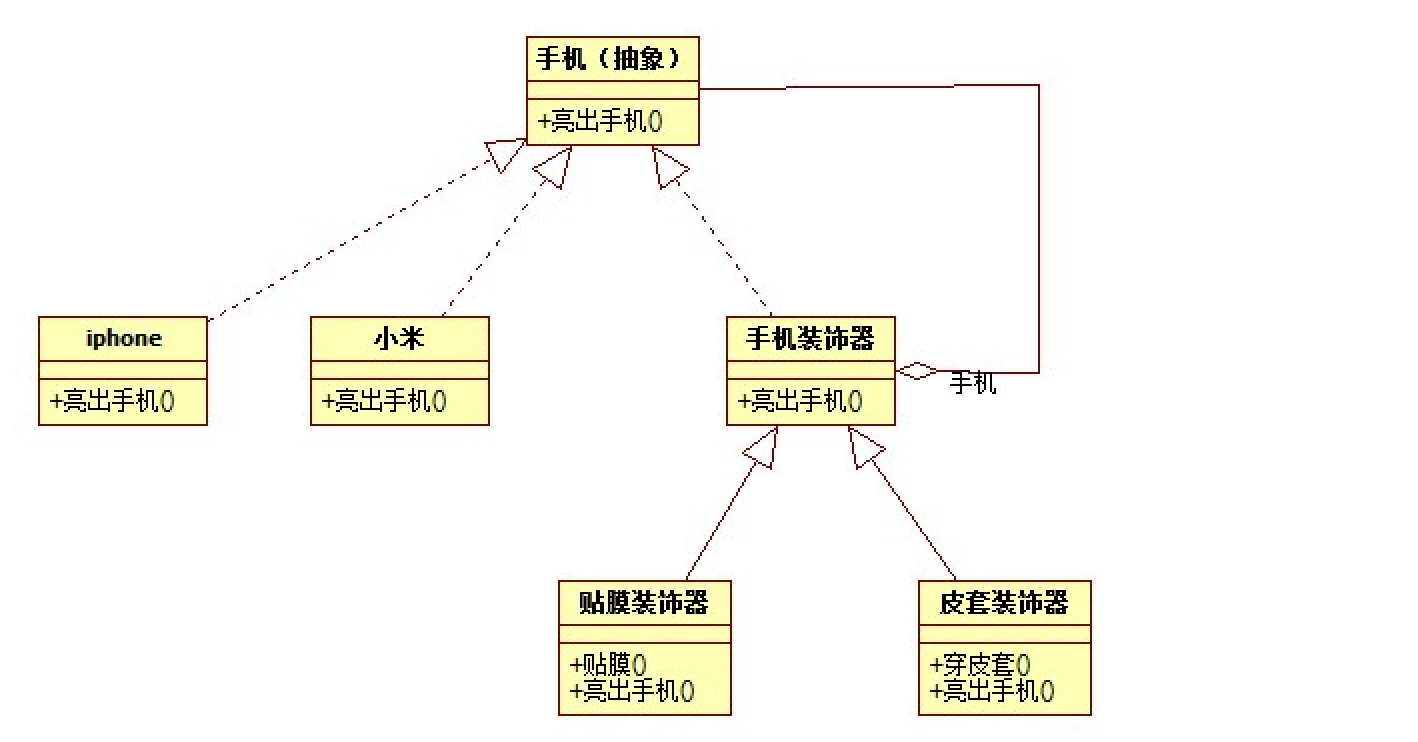 手机（抽象）
+亮出手机()
iphone
+亮出手机()
小米
+亮出手机()
手机装饰器
+亮出手机()
手机
贴膜装饰器
+贴膜()
+亮出手机()
皮套装饰器
+穿皮套()
+亮出手机()